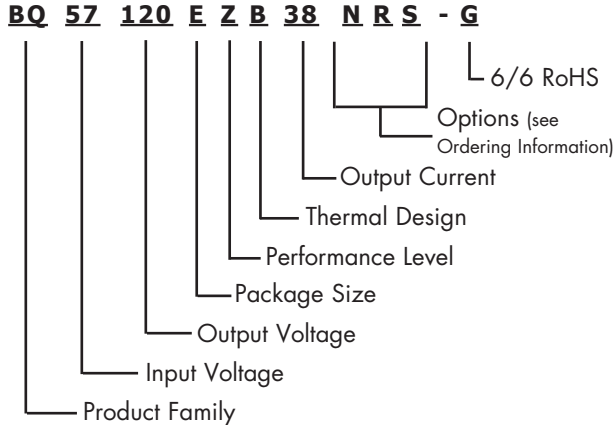 BQ 57 120 E Z B 38 N R S - G
6/6 RoHS
Options (see
Ordering Information)
Output Current
Thermal Design
Performance Level
Package Size
Output Voltage
Input Voltage
Product Family